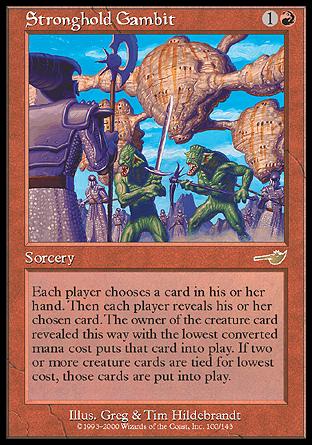 Stronghold Gambit 1
Sorcery
Each player chooses a card in his or her
hand. Then each player reveals his or her
chosen card. The owner of the creature card
revealed this way with the lowest converted
mana cost puts that card into play. If two
or more creature cards are tied for lowest
cost, those cards are put into play.
Illus. Greg & Tim Hildebrandt
©1993-2000 Wizards of the Coast, Inc. 100/143